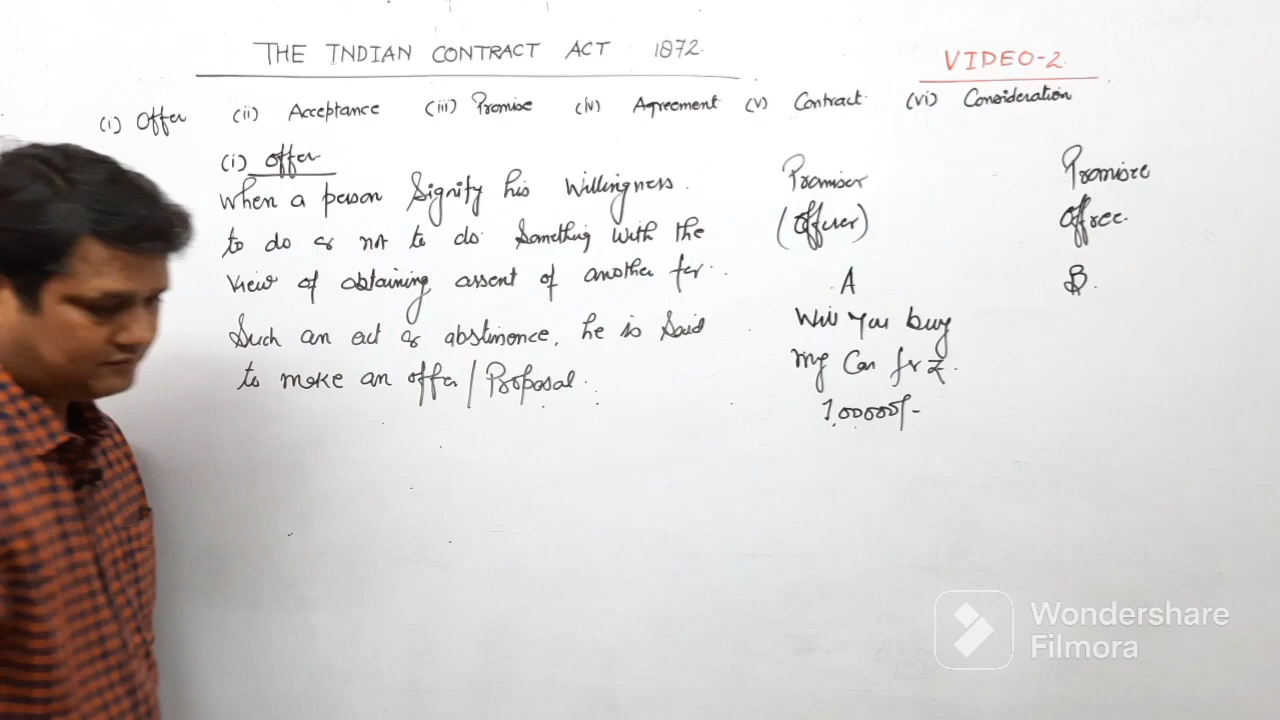 THE INDIAN CONTRACT ACT 1872.
VIDEO-2
(i) Offer (ii) Acceptance (iii) Promise (iv) Agreement (v) Contract (vi) Consideration
(i) Offer
When a person Signify his Willingness
to do or not to do Something with the
view of obtaining assent of another for
Such an act or abstinence, he is Said
to make an offer / Proposal.
Promiser
(Offerer)
A
Will You buy
my Car for ₹
1,00000/-
Promisee
Offree
B
Wondershare
Filmora